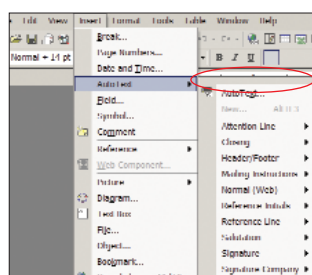 Edit View Insert Format Tools Table Window Help
Normal + 14 pt
B I U
Break...
Page Numbers...
Date and Time...
AutoText
Field...
Symbol...
Comment
Reference
Web Component...
Picture
Diagram...
Text Box
File...
Object...
Bookmark...
AutoText...
New... Alt+F3
Attention Line
Closing
Header/Footer
Mailing Instructions
Normal (Web)
Reference Initials
Reference Line
Salutation
Signature
Signature Company